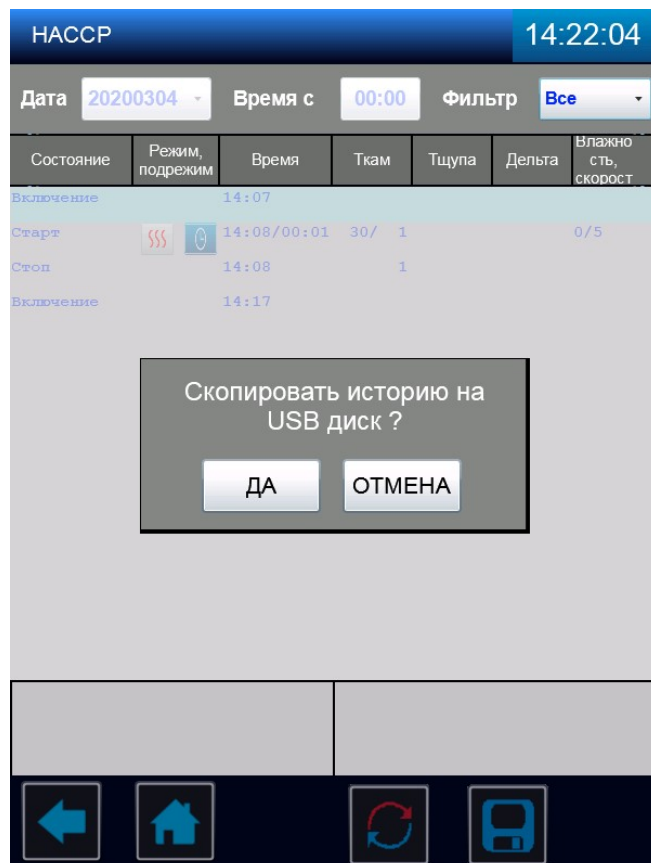 НАССР 14:22:04
Дата 20200304 Время с 00:00 Фильтр Все
Состояние Режим, подрежим Время Ткам Тщупа Дельта Влажно сть, скорост
Включение 14:07
Старт 14:08/00:01 30/ 1 0/5
Стоп 14:08 1
Включение 14:17
Скопировать историю на
USB диск ?
ДА ОТМЕНА